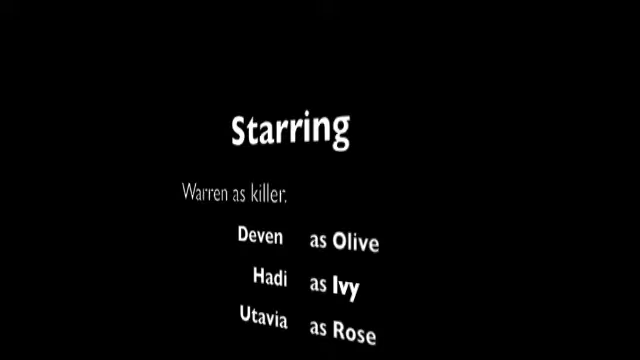 Starring
Warren as killer.
Deven as Olive
Hadi as Ivy
Utavia as Rose